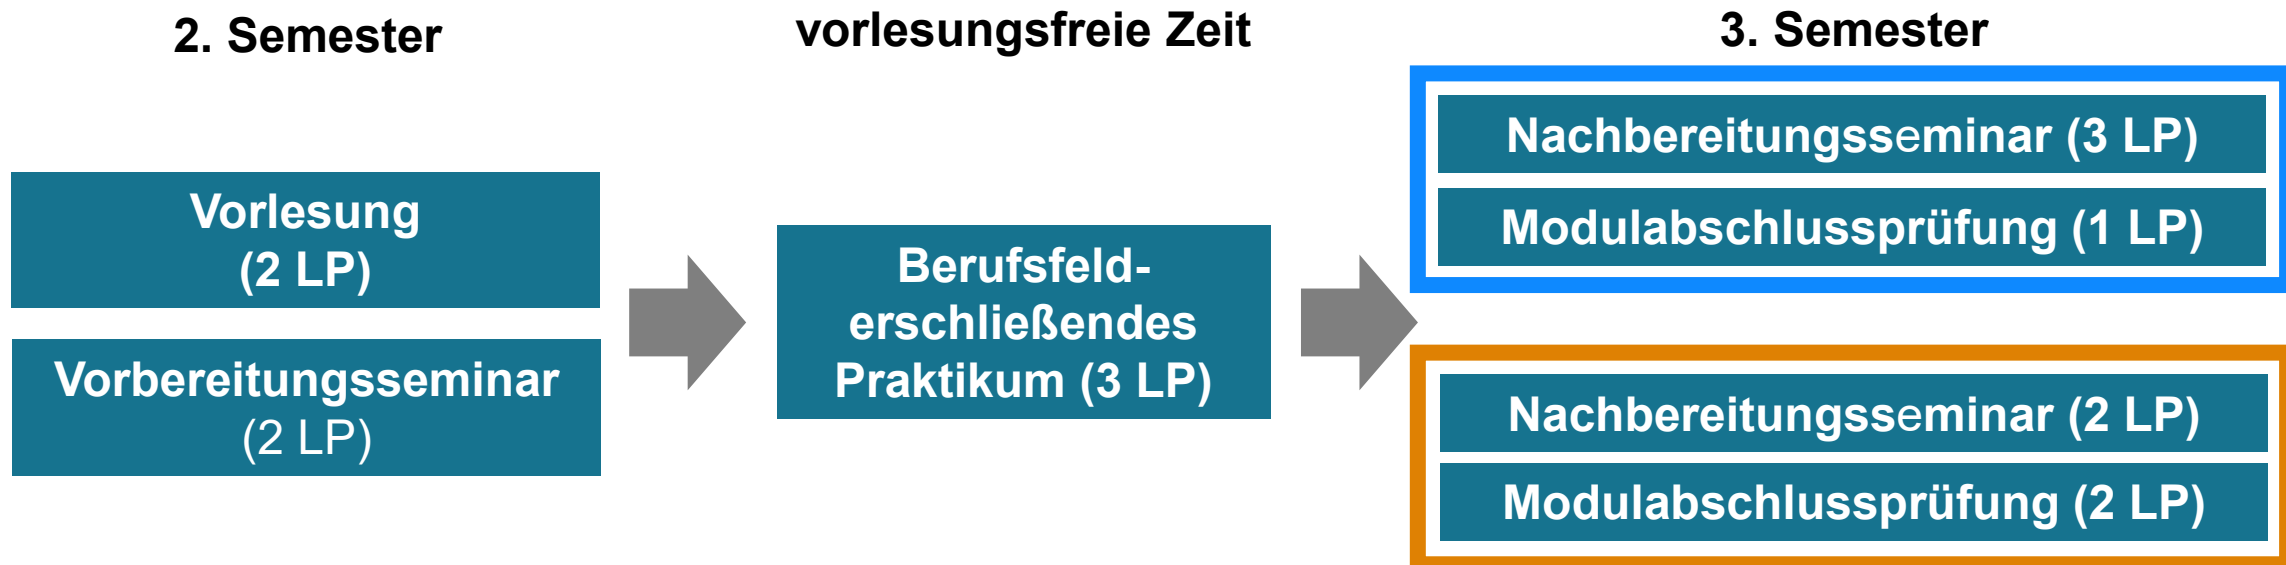 2. Semester
Vorlesung
(2 LP)
Vorbereitungsseminar
(2 LP)
vorlesungsfreie Zeit
Berufsfeld-
erschließendes
Praktikum (3 LP)
3. Semester
Nachbereitungsseminar (3 LP)
Modulabschlussprüfung (1 LP)
Nachbereitungsseminar (2 LP)
Modulabschlussprüfung (2 LP)